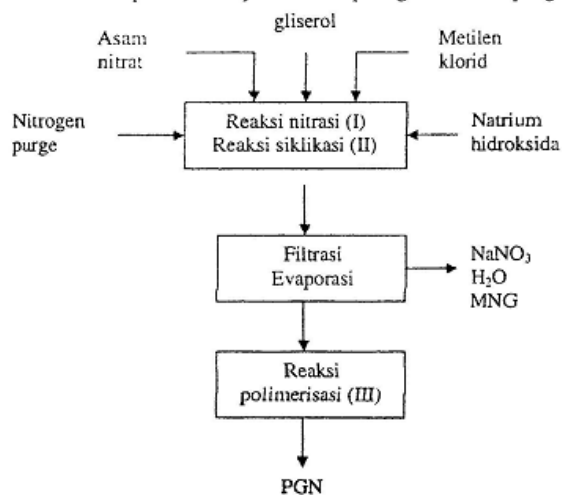 gliserol
Asam
nitrat
Metilen
klorid
Nitrogen
purge
Reaksi nitrasi (I)
Reaksi siklikasi (II)
Natrium
hidroksida
Filtrasi
Evaporasi
NaNO₃
H₂O
MNG
Reaksi
polimerisasi (III)
PGN